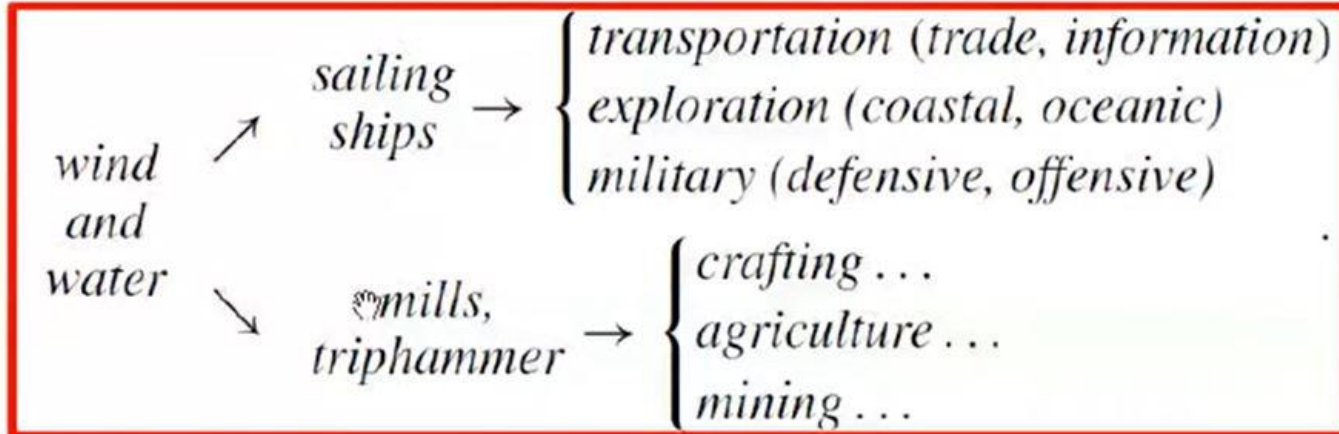 transportation (trade, information)
sailing
ships → exploration (coastal, oceanic)
military (defensive, offensive)
wind
and
water
crafting . . .
mills,
triphammer → agriculture . . .
mining . . .